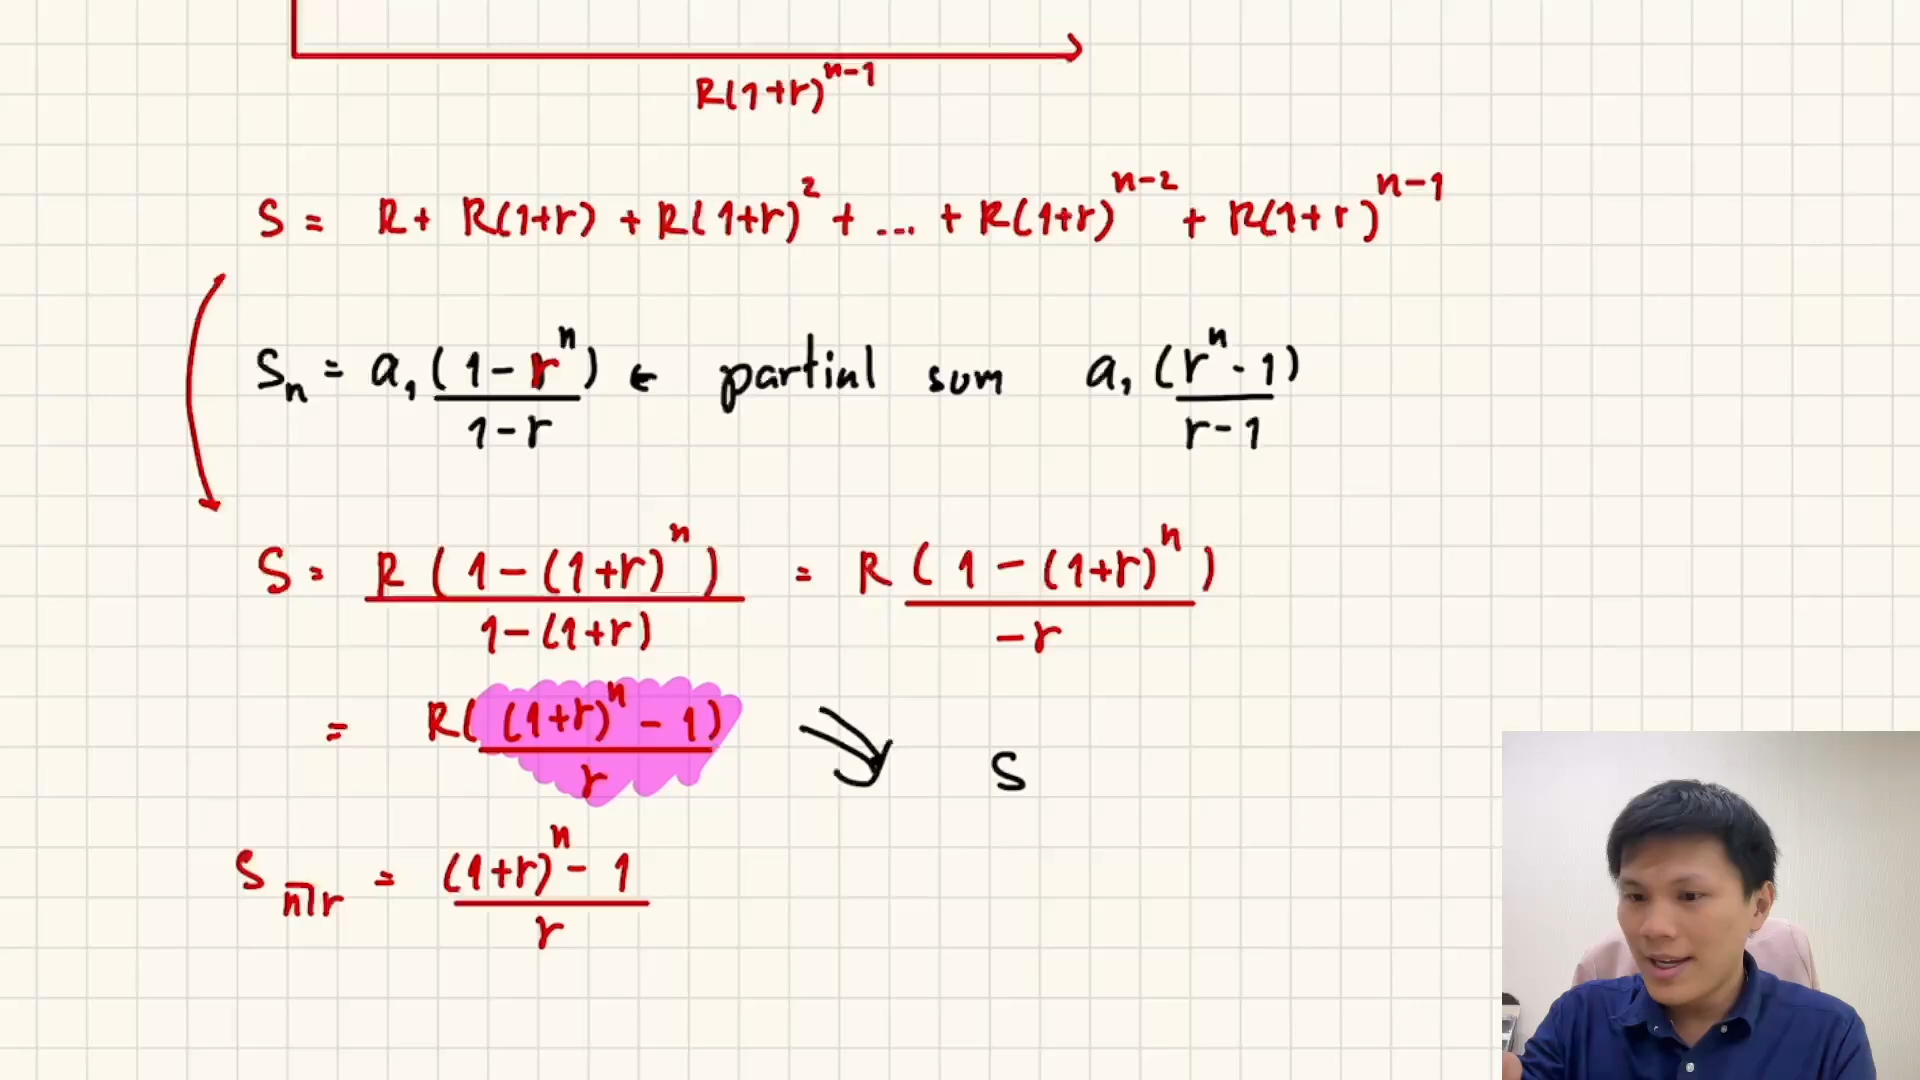 R(1+r)^{n-1}
S = R + R(1+r) + R(1+r)^2 + ... + R(1+r)^{n-2} + R(1+r)^{n-1}
S_n = a_1 (1-r^n)/(1-r) ← partial sum a_1 (r^n-1)/(r-1)
S = R(1-(1+r)^n)/(1-(1+r)) = R (1-(1+r)^n)/(-r)
= R((1+r)^n - 1)/r S
S_{n̅|r} = ((1+r)^n - 1)/r